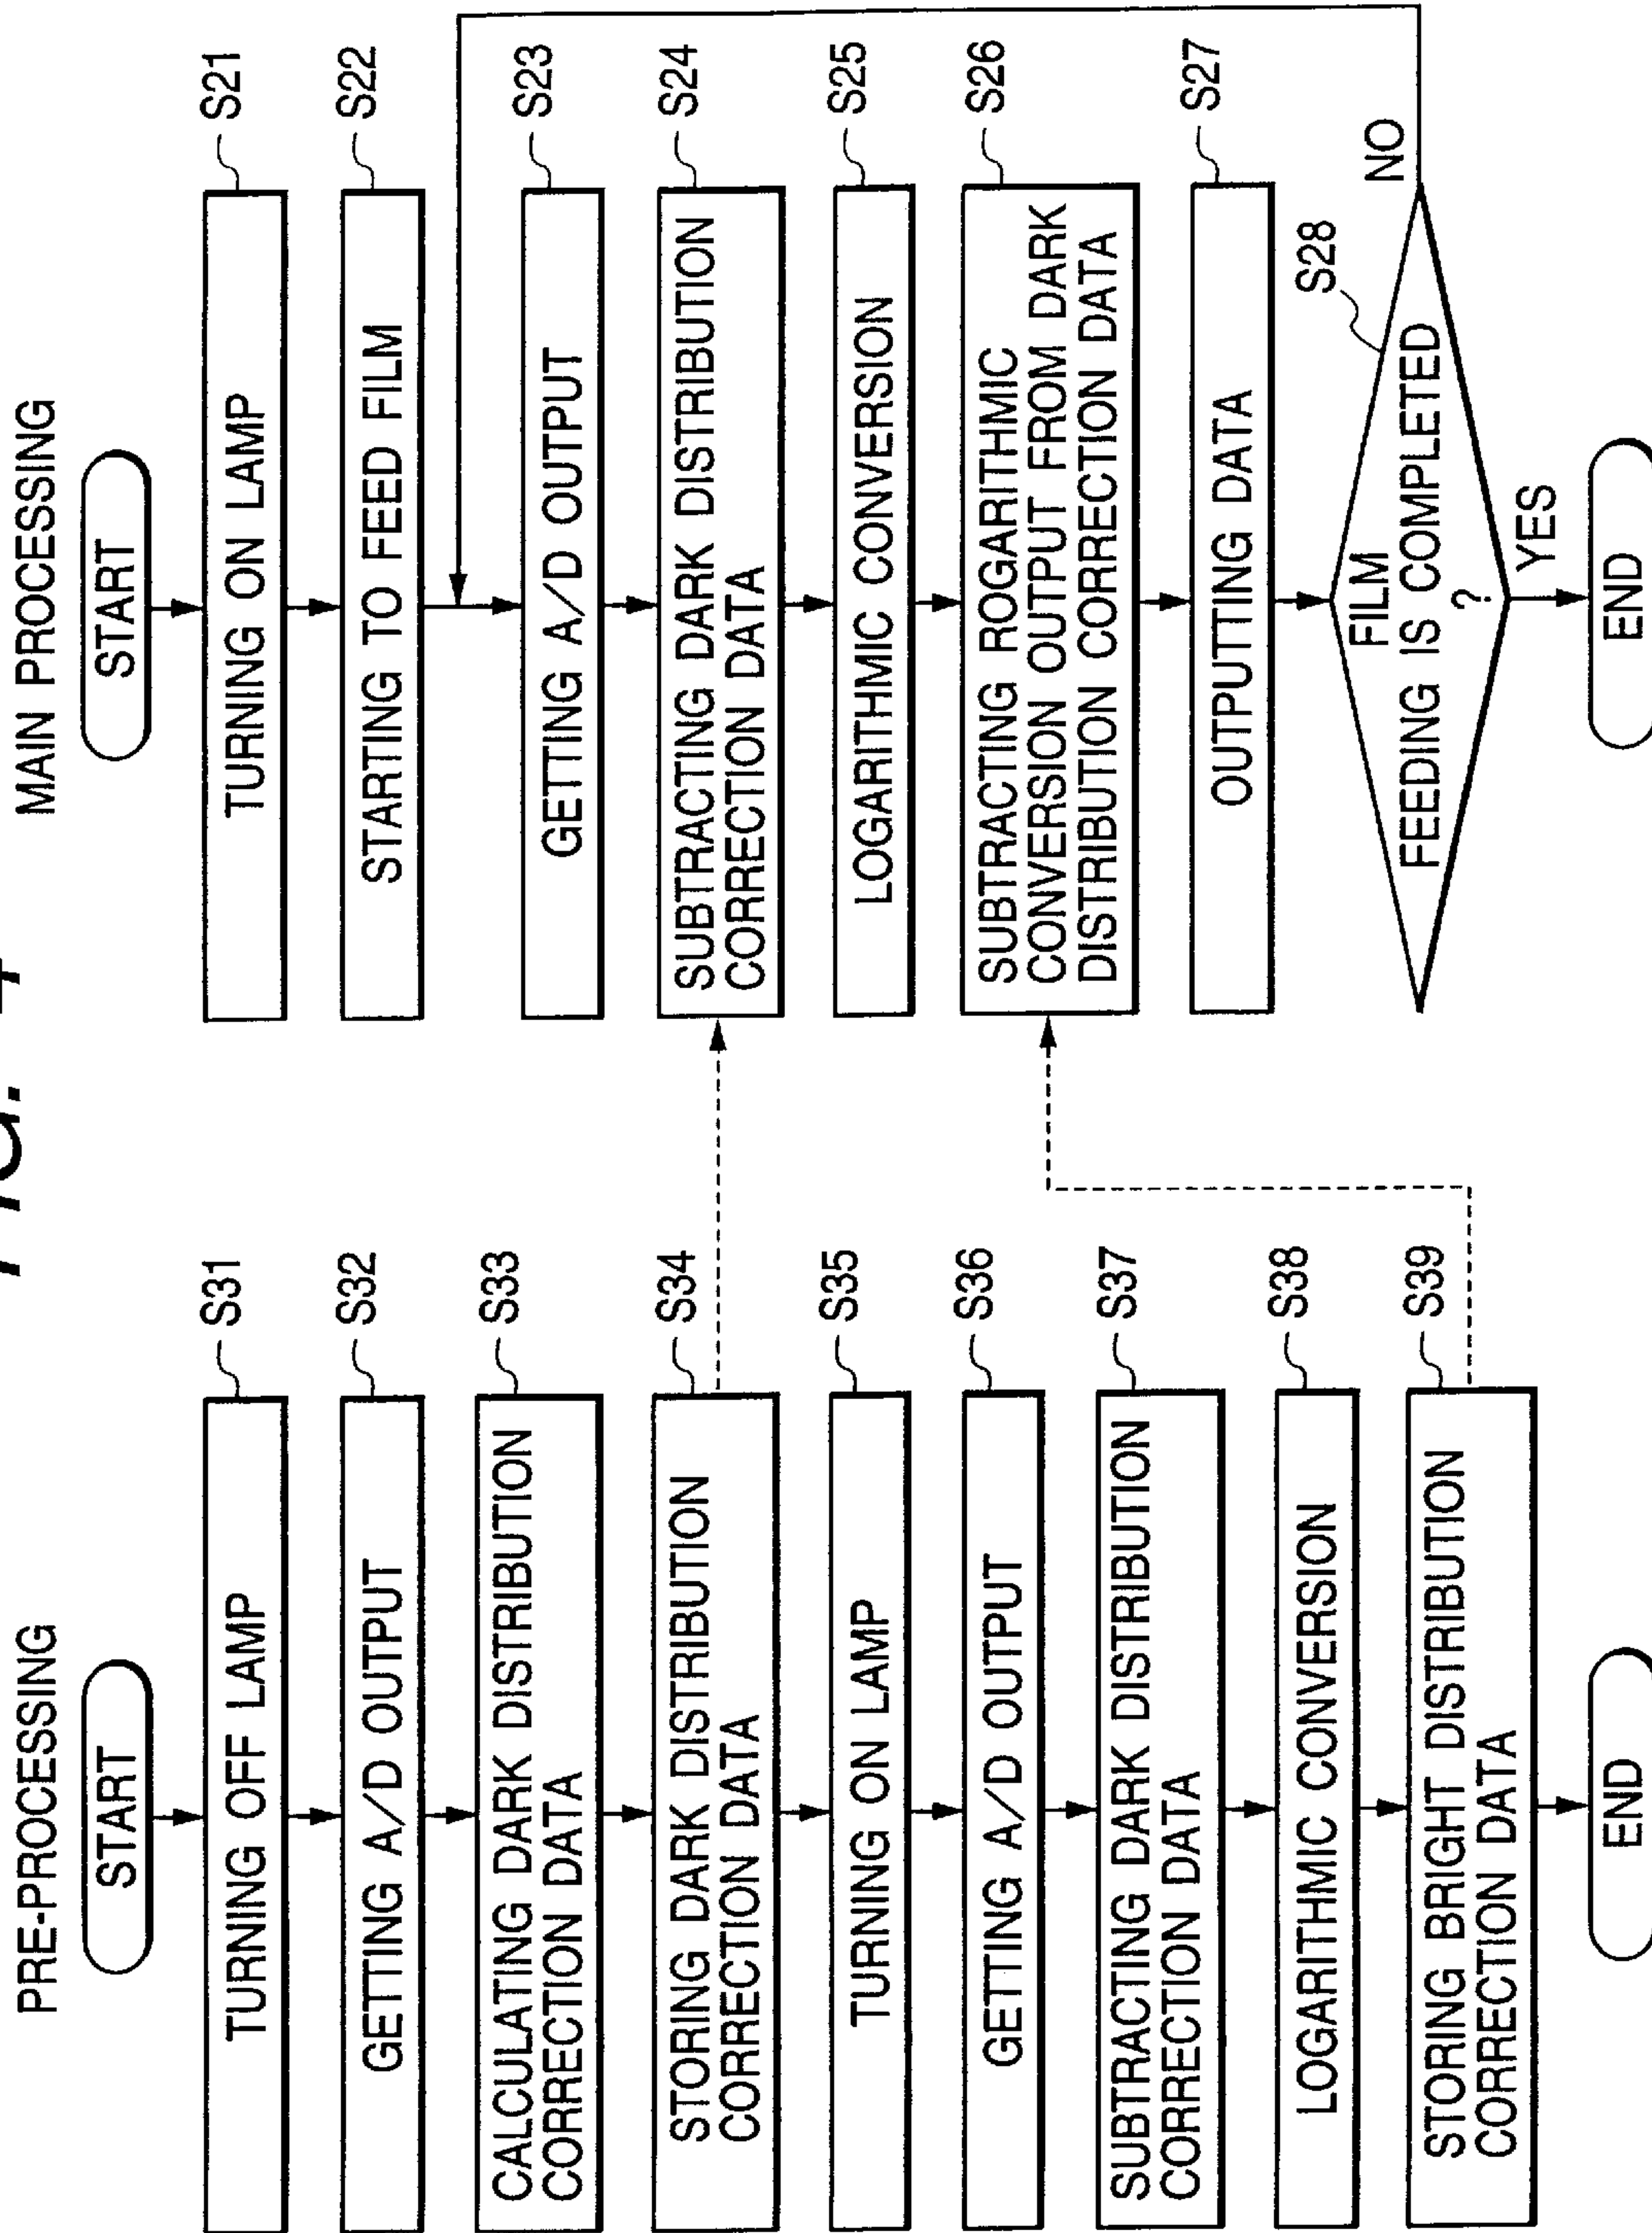 PRE-PROCESSING
START
TURNING OFF LAMP
S31
GETTING A/D OUTPUT
S32
CALCULATING DARK DISTRIBUTION
CORRECTION DATA
S33
STORING DARK DISTRIBUTION
CORRECTION DATA
S34
TURNING ON LAMP
S35
GETTING A/D OUTPUT
S36
SUBTRACTING DARK DISTRIBUTION
CORRECTION DATA
S37
LOGARITHMIC CONVERSION
S38
STORING BRIGHT DISTRIBUTION
CORRECTION DATA
S39
END
MAIN PROCESSING
START
TURNING ON LAMP
S21
STARTING TO FEED FILM
S22
GETTING A/D OUTPUT
S23
SUBTRACTING DARK DISTRIBUTION
CORRECTION DATA
S24
LOGARITHMIC CONVERSION
S25
SUBTRACTING ROGARITHMIC
CONVERSION OUTPUT FROM DARK
DISTRIBUTION CORRECTION DATA
S26
OUTPUTTING DATA
S27
FILM
FEEDING IS COMPLETED
?
S28
NO
YES
END